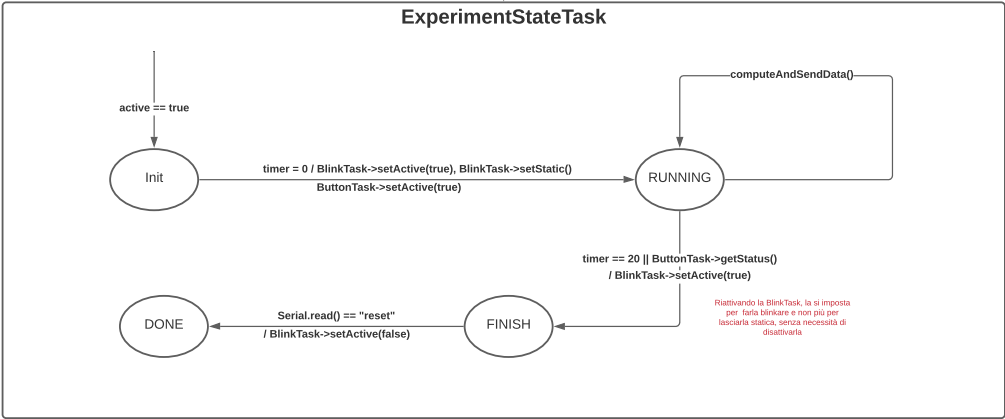 ExperimentStateTask
computeAndSendData()
active == true
timer = 0 / BlinkTask->setActive(true), BlinkTask->setStatic()
ButtonTask->setActive(true)
Init
RUNNING
timer == 20 || ButtonTask->getStatus()
/ BlinkTask->setActive(true)
Riattivando la BlinkTask, la si imposta
per  farla blinkare e non più per
lasciarla statica, senza necessità di
disattivarla
Serial.read() == "reset"
/ BlinkTask->setActive(false)
DONE
FINISH